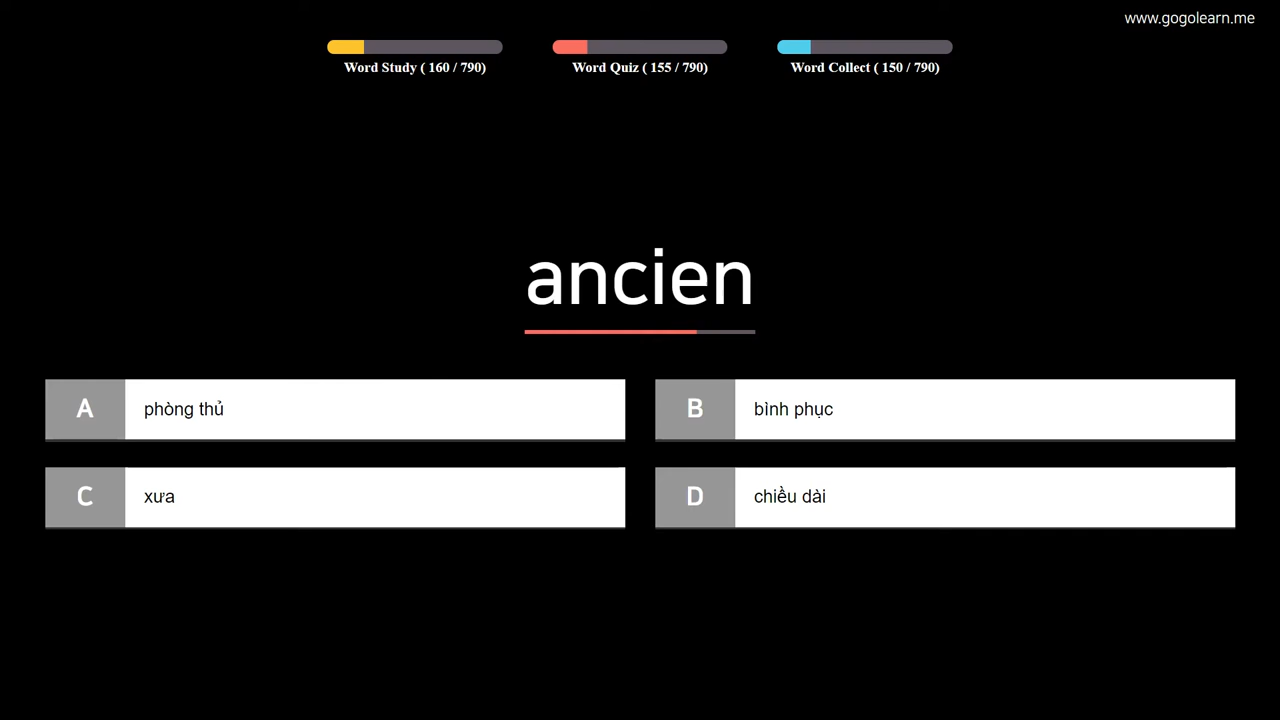 www.gogolearn.me
Word Study ( 160 / 790)
Word Quiz ( 155 / 790)
Word Collect ( 150 / 790)
ancien
A phòng thủ
B bình phục
C xưa
D chiều dài